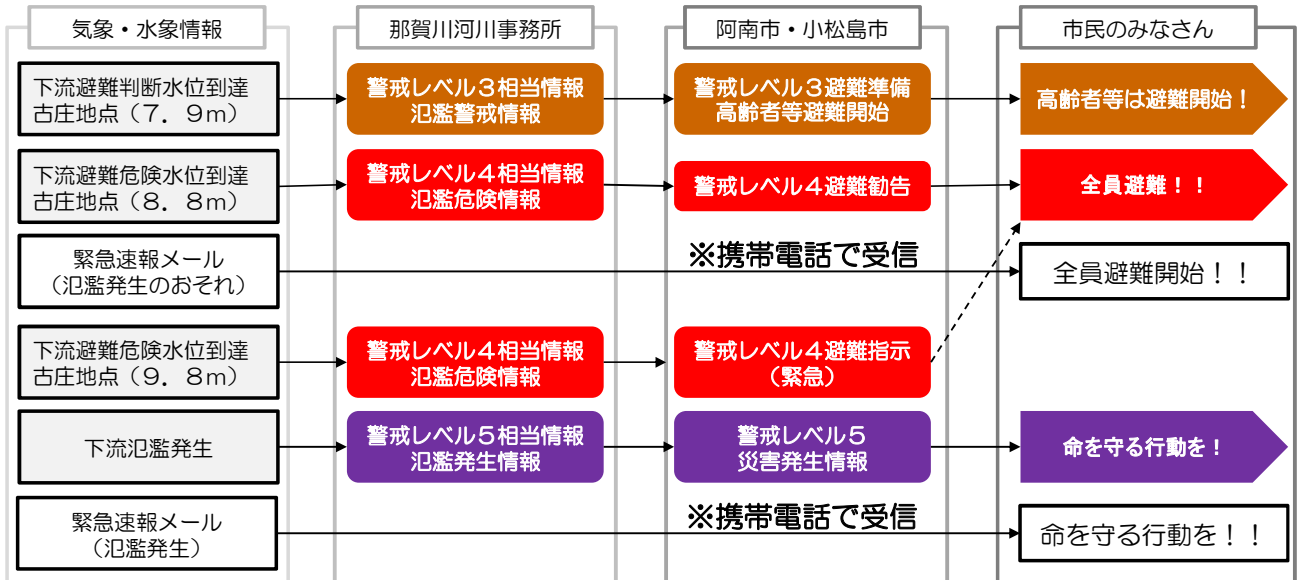 気象・水象情報
那賀川河川事務所
阿南市・小松島市
市民のみなさん
下流避難判断水位到達
古庄地点（７．９ｍ）
警戒レベル３相当情報
氾濫警戒情報
警戒レベル３避難準備
高齢者等避難開始
高齢者等は避難開始！
下流避難危険水位到達
古庄地点（８．８ｍ）
警戒レベル４相当情報
氾濫危険情報
警戒レベル４避難勧告
全員避難！！
緊急速報メール
（氾濫発生のおそれ）
※携帯電話で受信
全員避難開始！！
下流避難危険水位到達
古庄地点（９．８ｍ）
警戒レベル４相当情報
氾濫危険情報
警戒レベル４避難指示
（緊急）
下流氾濫発生
警戒レベル５相当情報
氾濫発生情報
警戒レベル５
災害発生情報
命を守る行動を！
緊急速報メール
（氾濫発生）
※携帯電話で受信
命を守る行動を！！